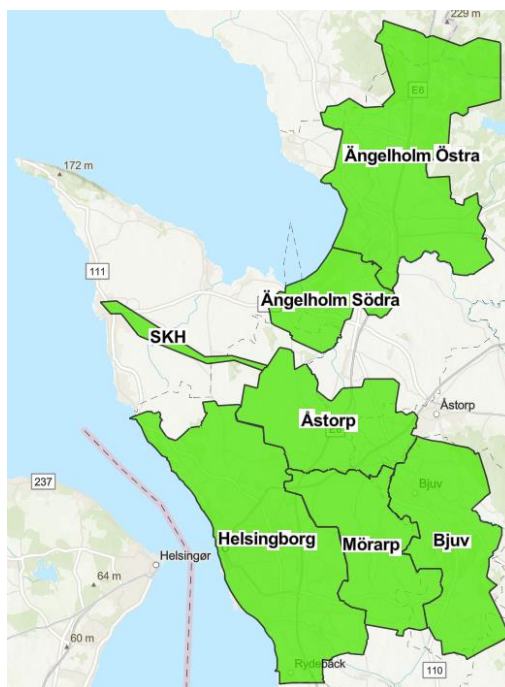 229 m
E6
Ängelholm Östra
172 m
111
Ängelholm Södra
SKH
Åstorp
Åstorp
E6
237
Bjuv
Helsingborg
Mörarp
Bjuv
Helsingør
64 m
60 m
Rydebäck
110